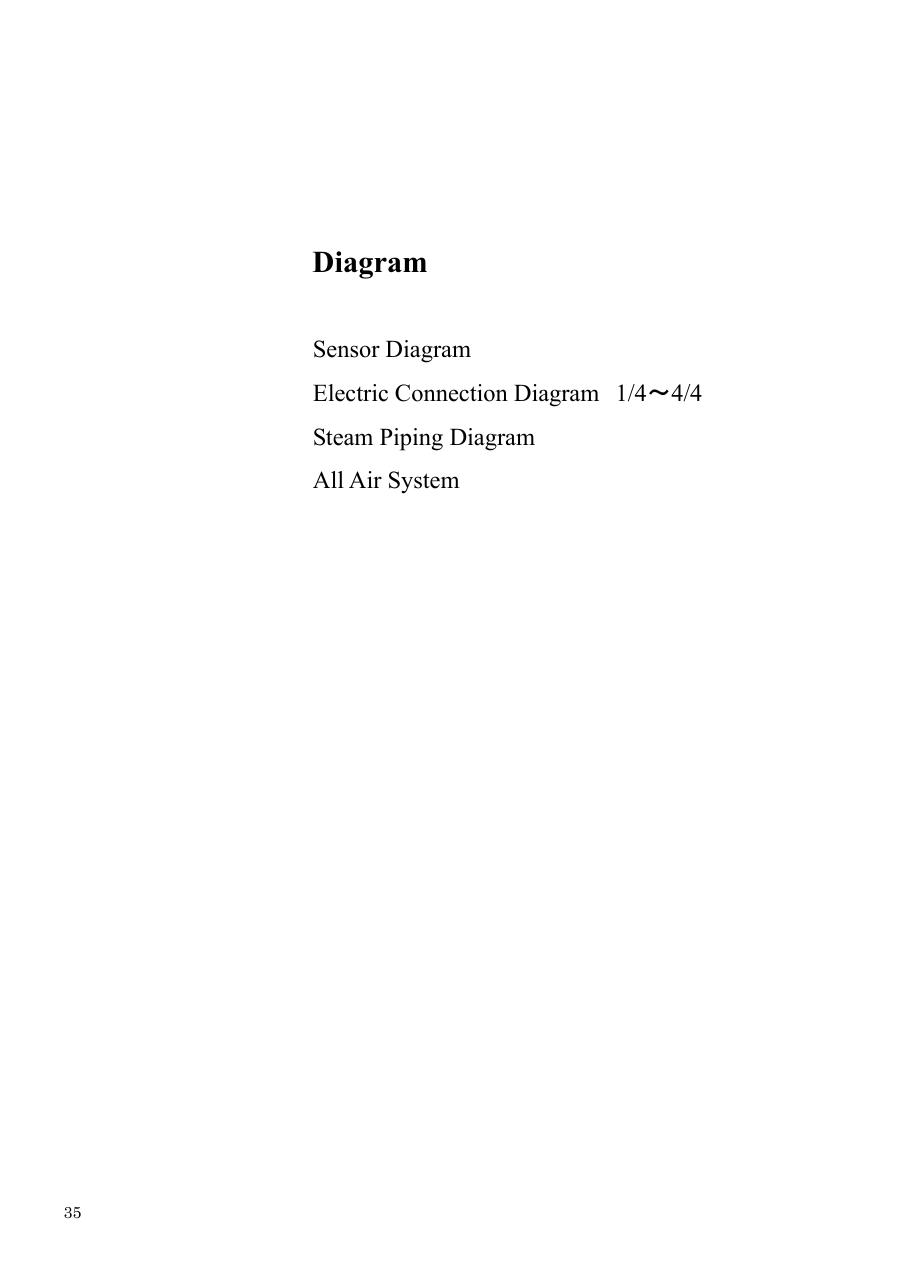 Diagram
Sensor Diagram
Electric Connection Diagram 1/4～4/4
Steam Piping Diagram
All Air System
35